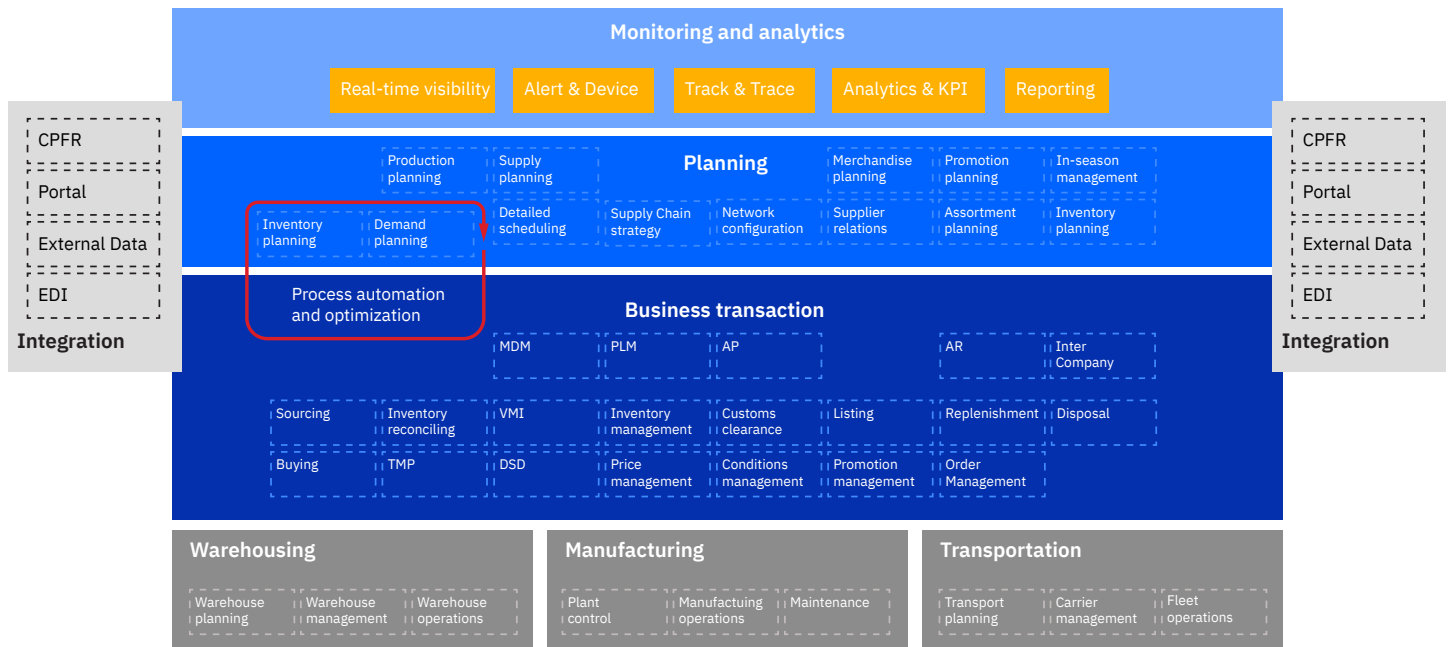 Monitoring and analytics
Real-time visibility
Alert & Device
Track & Trace
Analytics & KPI
Reporting
CPFR
Portal
External Data
EDI
Integration
Planning
Production
planning
Supply
planning
Merchandise
planning
Promotion
planning
In-season
management
Inventory
planning
Demand
planning
Detailed
scheduling
Supply Chain
strategy
Network
configuration
Supplier
relations
Assortment
planning
Inventory
planning
Process automation
and optimization
Business transaction
MDM
PLM
AP
AR
Inter
Company
Sourcing
Inventory
reconciling
VMI
Inventory
management
Customs
clearance
Listing
Replenishment
Disposal
Buying
TMP
DSD
Price
management
Conditions
management
Promotion
management
Order
Management
CPFR
Portal
External Data
EDI
Integration
Warehousing
Warehouse
planning
Warehouse
management
Warehouse
operations
Manufacturing
Plant
control
Manufactuing
operations
Maintenance
Transportation
Transport
planning
Carrier
management
Fleet
operations